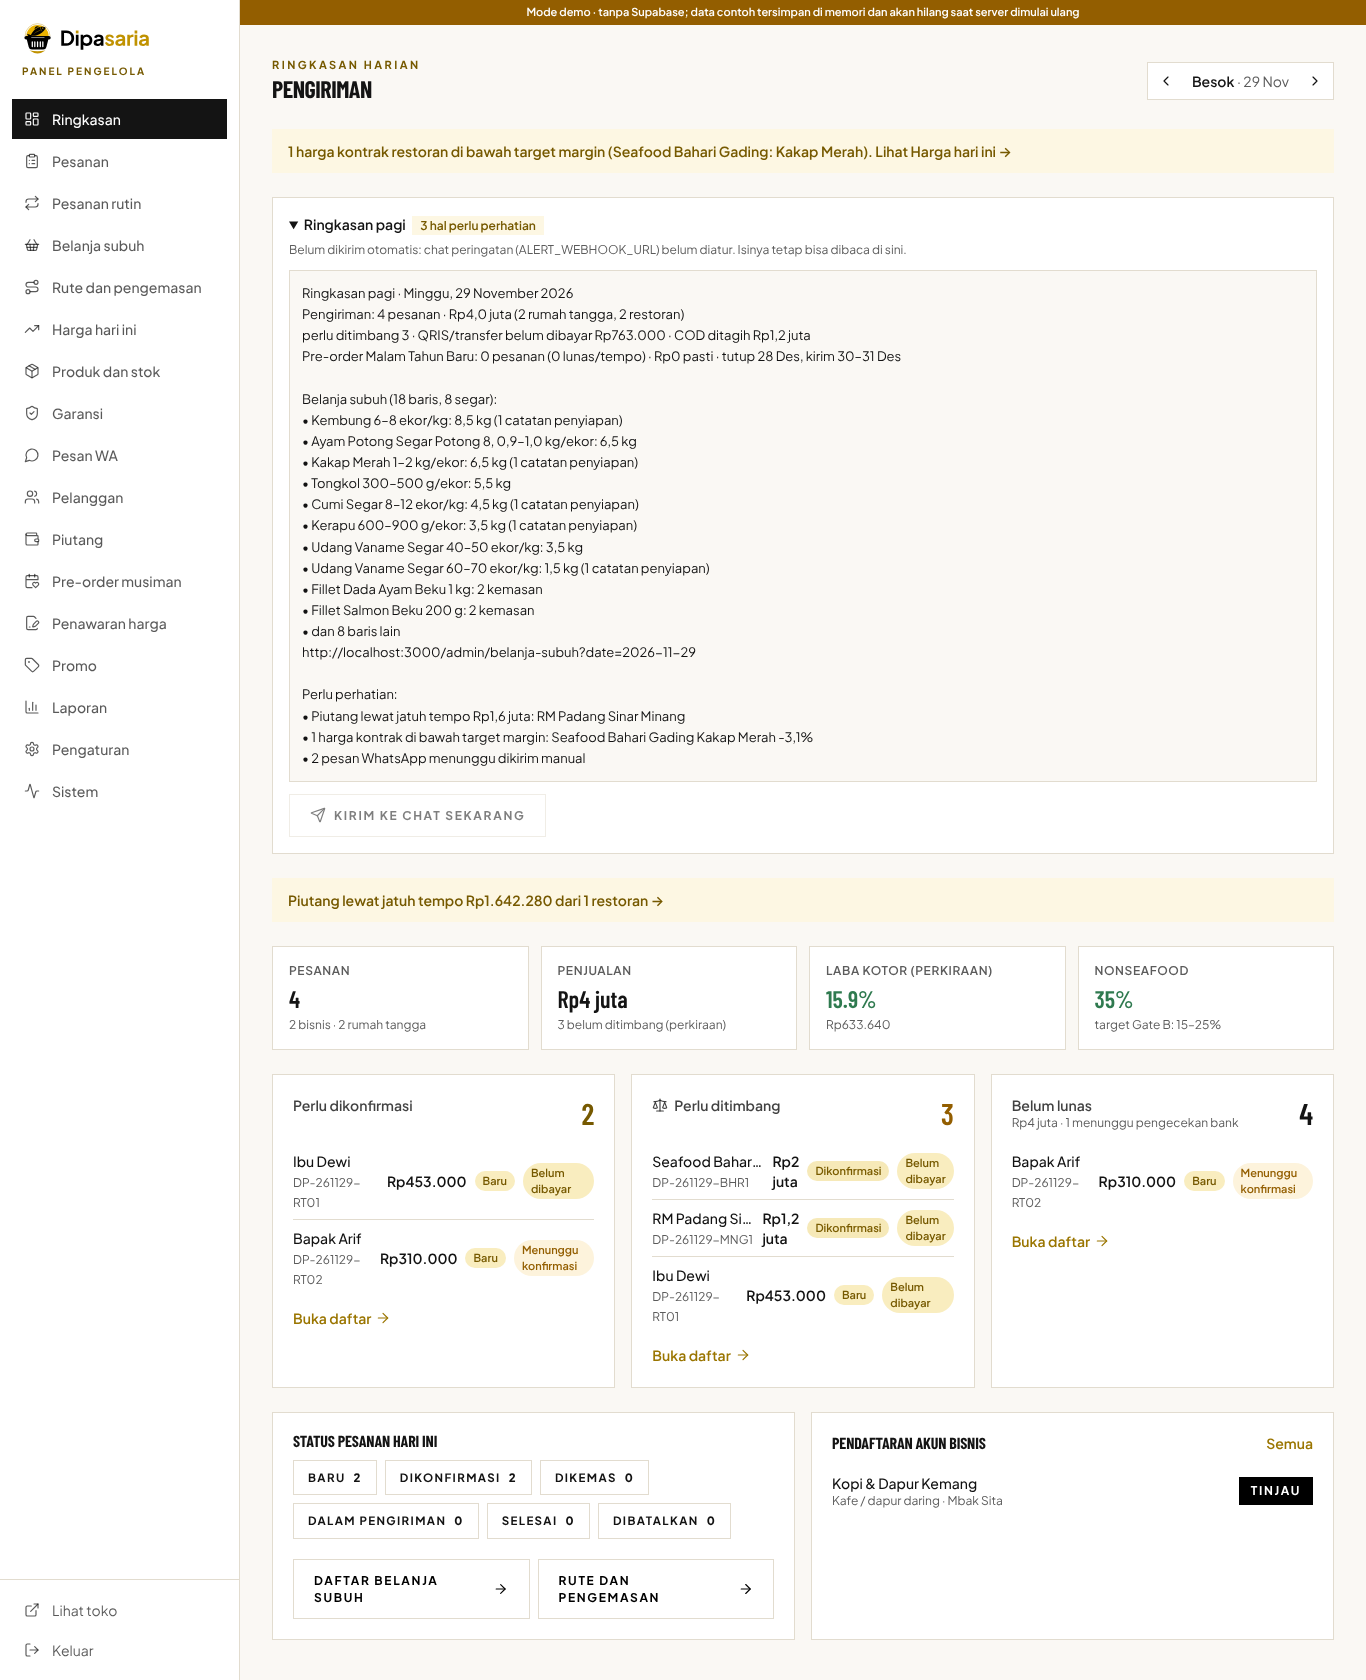 Mode demo · tanpa Supabase; data contoh tersimpan di memori dan akan hilang saat server dimulai ulang
Dipasaria
PANEL PENGELOLA
Ringkasan
Pesanan
Pesanan rutin
Belanja subuh
Rute dan pengemasan
Harga hari ini
Produk dan stok
Garansi
Pesan WA
Pelanggan
Piutang
Pre-order musiman
Penawaran harga
Promo
Laporan
Pengaturan
Sistem
Lihat toko
Keluar
RINGKASAN HARIAN
PENGIRIMAN
Besok · 29 Nov
1 harga kontrak restoran di bawah target margin (Seafood Bahari Gading: Kakap Merah). Lihat Harga hari ini →
▼ Ringkasan pagi 3 hal perlu perhatian
Belum dikirim otomatis: chat peringatan (ALERT_WEBHOOK_URL) belum diatur. Isinya tetap bisa dibaca di sini.
Ringkasan pagi · Minggu, 29 November 2026
Pengiriman: 4 pesanan · Rp4,0 juta (2 rumah tangga, 2 restoran)
perlu ditimbang 3 · QRIS/transfer belum dibayar Rp763.000 · COD ditagih Rp1,2 juta
Pre-order Malam Tahun Baru: 0 pesanan (0 lunas/tempo) · Rp0 pasti · tutup 28 Des, kirim 30–31 Des
Belanja subuh (18 baris, 8 segar):
• Kembung 6–8 ekor/kg: 8,5 kg (1 catatan penyiapan)
• Ayam Potong Segar Potong 8, 0,9–1,0 kg/ekor: 6,5 kg
• Kakap Merah 1–2 kg/ekor: 6,5 kg (1 catatan penyiapan)
• Tongkol 300–500 g/ekor: 5,5 kg
• Cumi Segar 8–12 ekor/kg: 4,5 kg (1 catatan penyiapan)
• Kerapu 600–900 g/ekor: 3,5 kg (1 catatan penyiapan)
• Udang Vaname Segar 40–50 ekor/kg: 3,5 kg
• Udang Vaname Segar 60–70 ekor/kg: 1,5 kg (1 catatan penyiapan)
• Fillet Dada Ayam Beku 1 kg: 2 kemasan
• Fillet Salmon Beku 200 g: 2 kemasan
• dan 8 baris lain
http://localhost:3000/admin/belanja-subuh?date=2026-11-29
Perlu perhatian:
• Piutang lewat jatuh tempo Rp1,6 juta: RM Padang Sinar Minang
• 1 harga kontrak di bawah target margin: Seafood Bahari Gading Kakap Merah -3,1%
• 2 pesan WhatsApp menunggu dikirim manual
KIRIM KE CHAT SEKARANG
Piutang lewat jatuh tempo Rp1.642.280 dari 1 restoran →
PESANAN
4
2 bisnis · 2 rumah tangga
PENJUALAN
Rp4 juta
3 belum ditimbang (perkiraan)
LABA KOTOR (PERKIRAAN)
15.9%
Rp633.640
NONSEAFOOD
35%
target Gate B: 15–25%
Perlu dikonfirmasi
2
Ibu Dewi
DP-261129-
RT01
Rp453.000
Baru
Belum
dibayar
Bapak Arif
DP-261129-
RT02
Rp310.000
Baru
Menunggu
konfirmasi
Buka daftar →
Perlu ditimbang
3
Seafood Bahar...
DP-261129-BHR1
Rp2
juta
Dikonfirmasi
Belum
dibayar
RM Padang Si...
DP-261129-MNG1
Rp1,2
juta
Dikonfirmasi
Belum
dibayar
Ibu Dewi
DP-261129-
RT01
Rp453.000
Baru
Belum
dibayar
Buka daftar →
Belum lunas
Rp4 juta · 1 menunggu pengecekan bank
4
Bapak Arif
DP-261129-
RT02
Rp310.000
Baru
Menunggu
konfirmasi
Buka daftar →
STATUS PESANAN HARI INI
BARU 2
DIKONFIRMASI 2
DIKEMAS 0
DALAM PENGIRIMAN 0
SELESAI 0
DIBATALKAN 0
DAFTAR BELANJA
SUBUH →
RUTE DAN
PENGEMASAN →
PENDAFTARAN AKUN BISNIS
Semua
Kopi & Dapur Kemang
Kafe / dapur daring · Mbak Sita
TINJAU